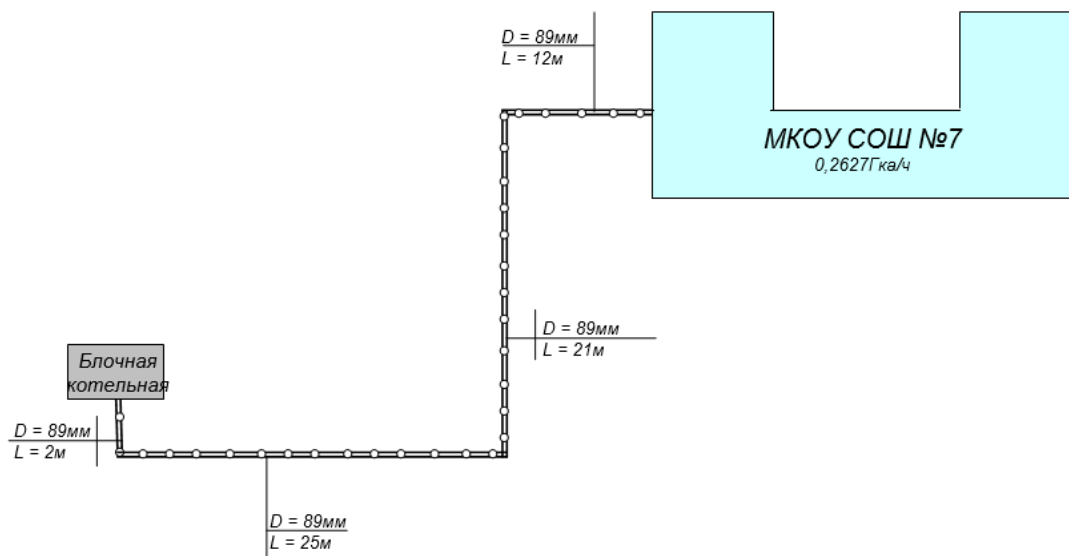 D = 89мм
L = 12м
МКОУ СОШ №7
0,2627Гка/ч
D = 89мм
L = 21м
Блочная
котельная
D = 89мм
L = 2м
D = 89мм
L = 25м